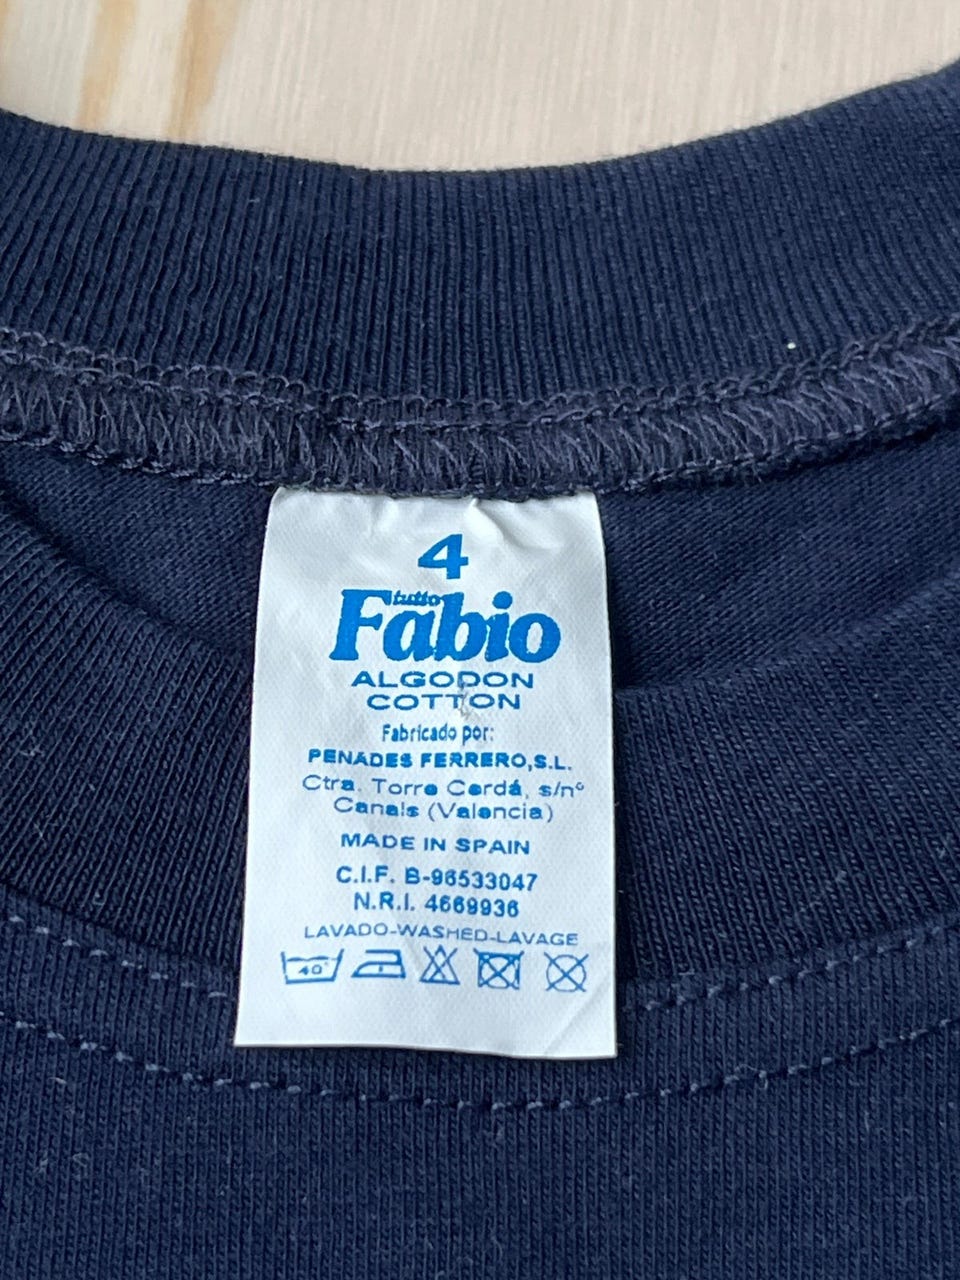 4
tutto
Fabio
ALGODON
COTTON
Fabricado por:
PENADES FERRERO,S.L.
Ctra. Torre Cerdá, s/nº
Canals (Valencia)
MADE IN SPAIN
C.I.F. B-96533047
N.R.I. 4669936
LAVADO-WASHED-LAVAGE
40°